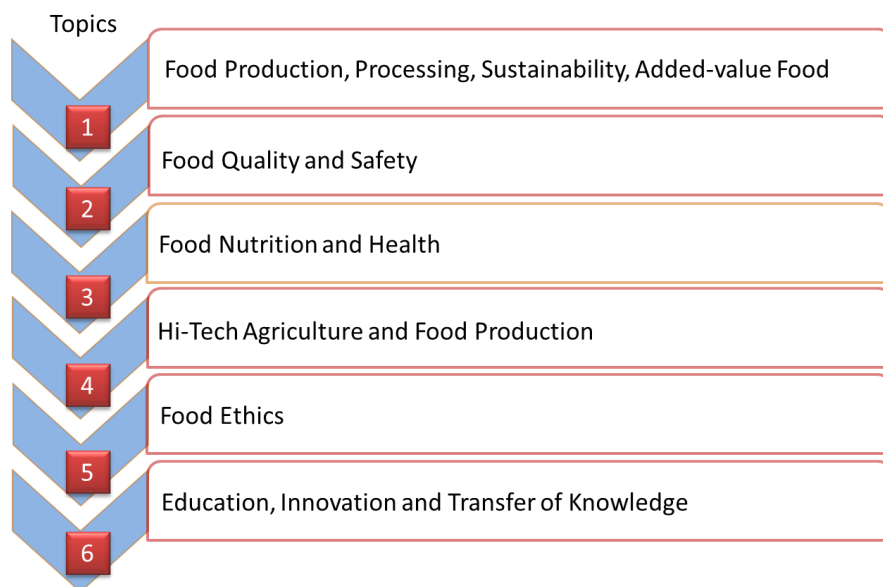 Topics
Food Production, Processing, Sustainability, Added-value Food
1
Food Quality and Safety
2
Food Nutrition and Health
3
Hi-Tech Agriculture and Food Production
4
Food Ethics
5
Education, Innovation and Transfer of Knowledge
6